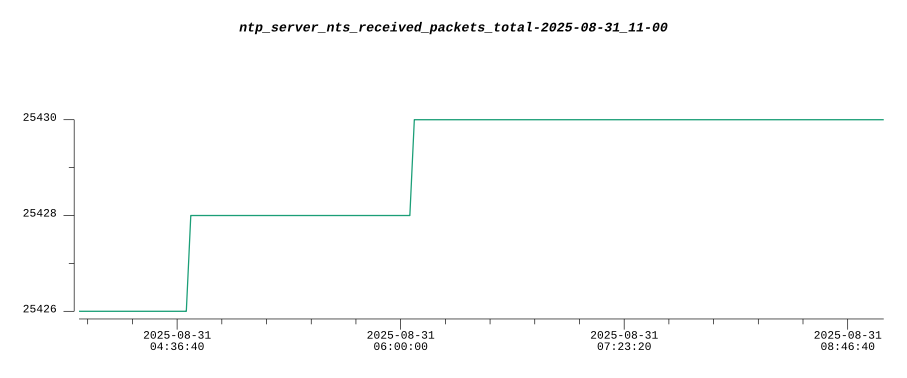 ntp_server_nts_received_packets_total-2025-08-31_11-00
25430
25428
25426
2025-08-31 2025-08-31 2025-08-31 2025-08-31
04:36:40 06:00:00 07:23:20 08:46:40